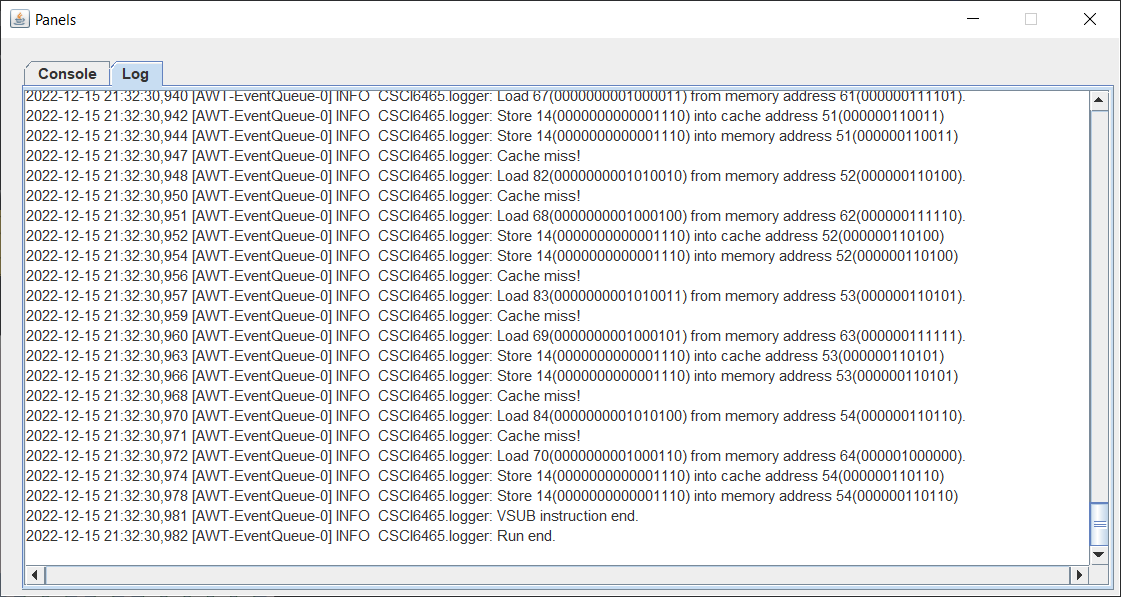 Panels
Console Log
2022-12-15 21:32:30,940 [AWT-EventQueue-0] INFO  CSCI6465.logger: Load 67(0000000001000011) from memory address 61(000000111101).
2022-12-15 21:32:30,942 [AWT-EventQueue-0] INFO  CSCI6465.logger: Store 14(0000000000001110) into cache address 51(000000110011)
2022-12-15 21:32:30,944 [AWT-EventQueue-0] INFO  CSCI6465.logger: Store 14(0000000000001110) into memory address 51(000000110011)
2022-12-15 21:32:30,947 [AWT-EventQueue-0] INFO  CSCI6465.logger: Cache miss!
2022-12-15 21:32:30,948 [AWT-EventQueue-0] INFO  CSCI6465.logger: Load 82(0000000001010010) from memory address 52(000000110100).
2022-12-15 21:32:30,950 [AWT-EventQueue-0] INFO  CSCI6465.logger: Cache miss!
2022-12-15 21:32:30,951 [AWT-EventQueue-0] INFO  CSCI6465.logger: Load 68(0000000001000100) from memory address 62(000000111110).
2022-12-15 21:32:30,952 [AWT-EventQueue-0] INFO  CSCI6465.logger: Store 14(0000000000001110) into cache address 52(000000110100)
2022-12-15 21:32:30,954 [AWT-EventQueue-0] INFO  CSCI6465.logger: Store 14(0000000000001110) into memory address 52(000000110100)
2022-12-15 21:32:30,956 [AWT-EventQueue-0] INFO  CSCI6465.logger: Cache miss!
2022-12-15 21:32:30,957 [AWT-EventQueue-0] INFO  CSCI6465.logger: Load 83(0000000001010011) from memory address 53(000000110101).
2022-12-15 21:32:30,959 [AWT-EventQueue-0] INFO  CSCI6465.logger: Cache miss!
2022-12-15 21:32:30,960 [AWT-EventQueue-0] INFO  CSCI6465.logger: Load 69(0000000001000101) from memory address 63(000000111111).
2022-12-15 21:32:30,963 [AWT-EventQueue-0] INFO  CSCI6465.logger: Store 14(0000000000001110) into cache address 53(000000110101)
2022-12-15 21:32:30,966 [AWT-EventQueue-0] INFO  CSCI6465.logger: Store 14(0000000000001110) into memory address 53(000000110101)
2022-12-15 21:32:30,968 [AWT-EventQueue-0] INFO  CSCI6465.logger: Cache miss!
2022-12-15 21:32:30,970 [AWT-EventQueue-0] INFO  CSCI6465.logger: Load 84(0000000001010100) from memory address 54(000000110110).
2022-12-15 21:32:30,971 [AWT-EventQueue-0] INFO  CSCI6465.logger: Cache miss!
2022-12-15 21:32:30,972 [AWT-EventQueue-0] INFO  CSCI6465.logger: Load 70(0000000001000110) from memory address 64(000001000000).
2022-12-15 21:32:30,974 [AWT-EventQueue-0] INFO  CSCI6465.logger: Store 14(0000000000001110) into cache address 54(000000110110)
2022-12-15 21:32:30,978 [AWT-EventQueue-0] INFO  CSCI6465.logger: Store 14(0000000000001110) into memory address 54(000000110110)
2022-12-15 21:32:30,981 [AWT-EventQueue-0] INFO  CSCI6465.logger: VSUB instruction end.
2022-12-15 21:32:30,982 [AWT-EventQueue-0] INFO  CSCI6465.logger: Run end.